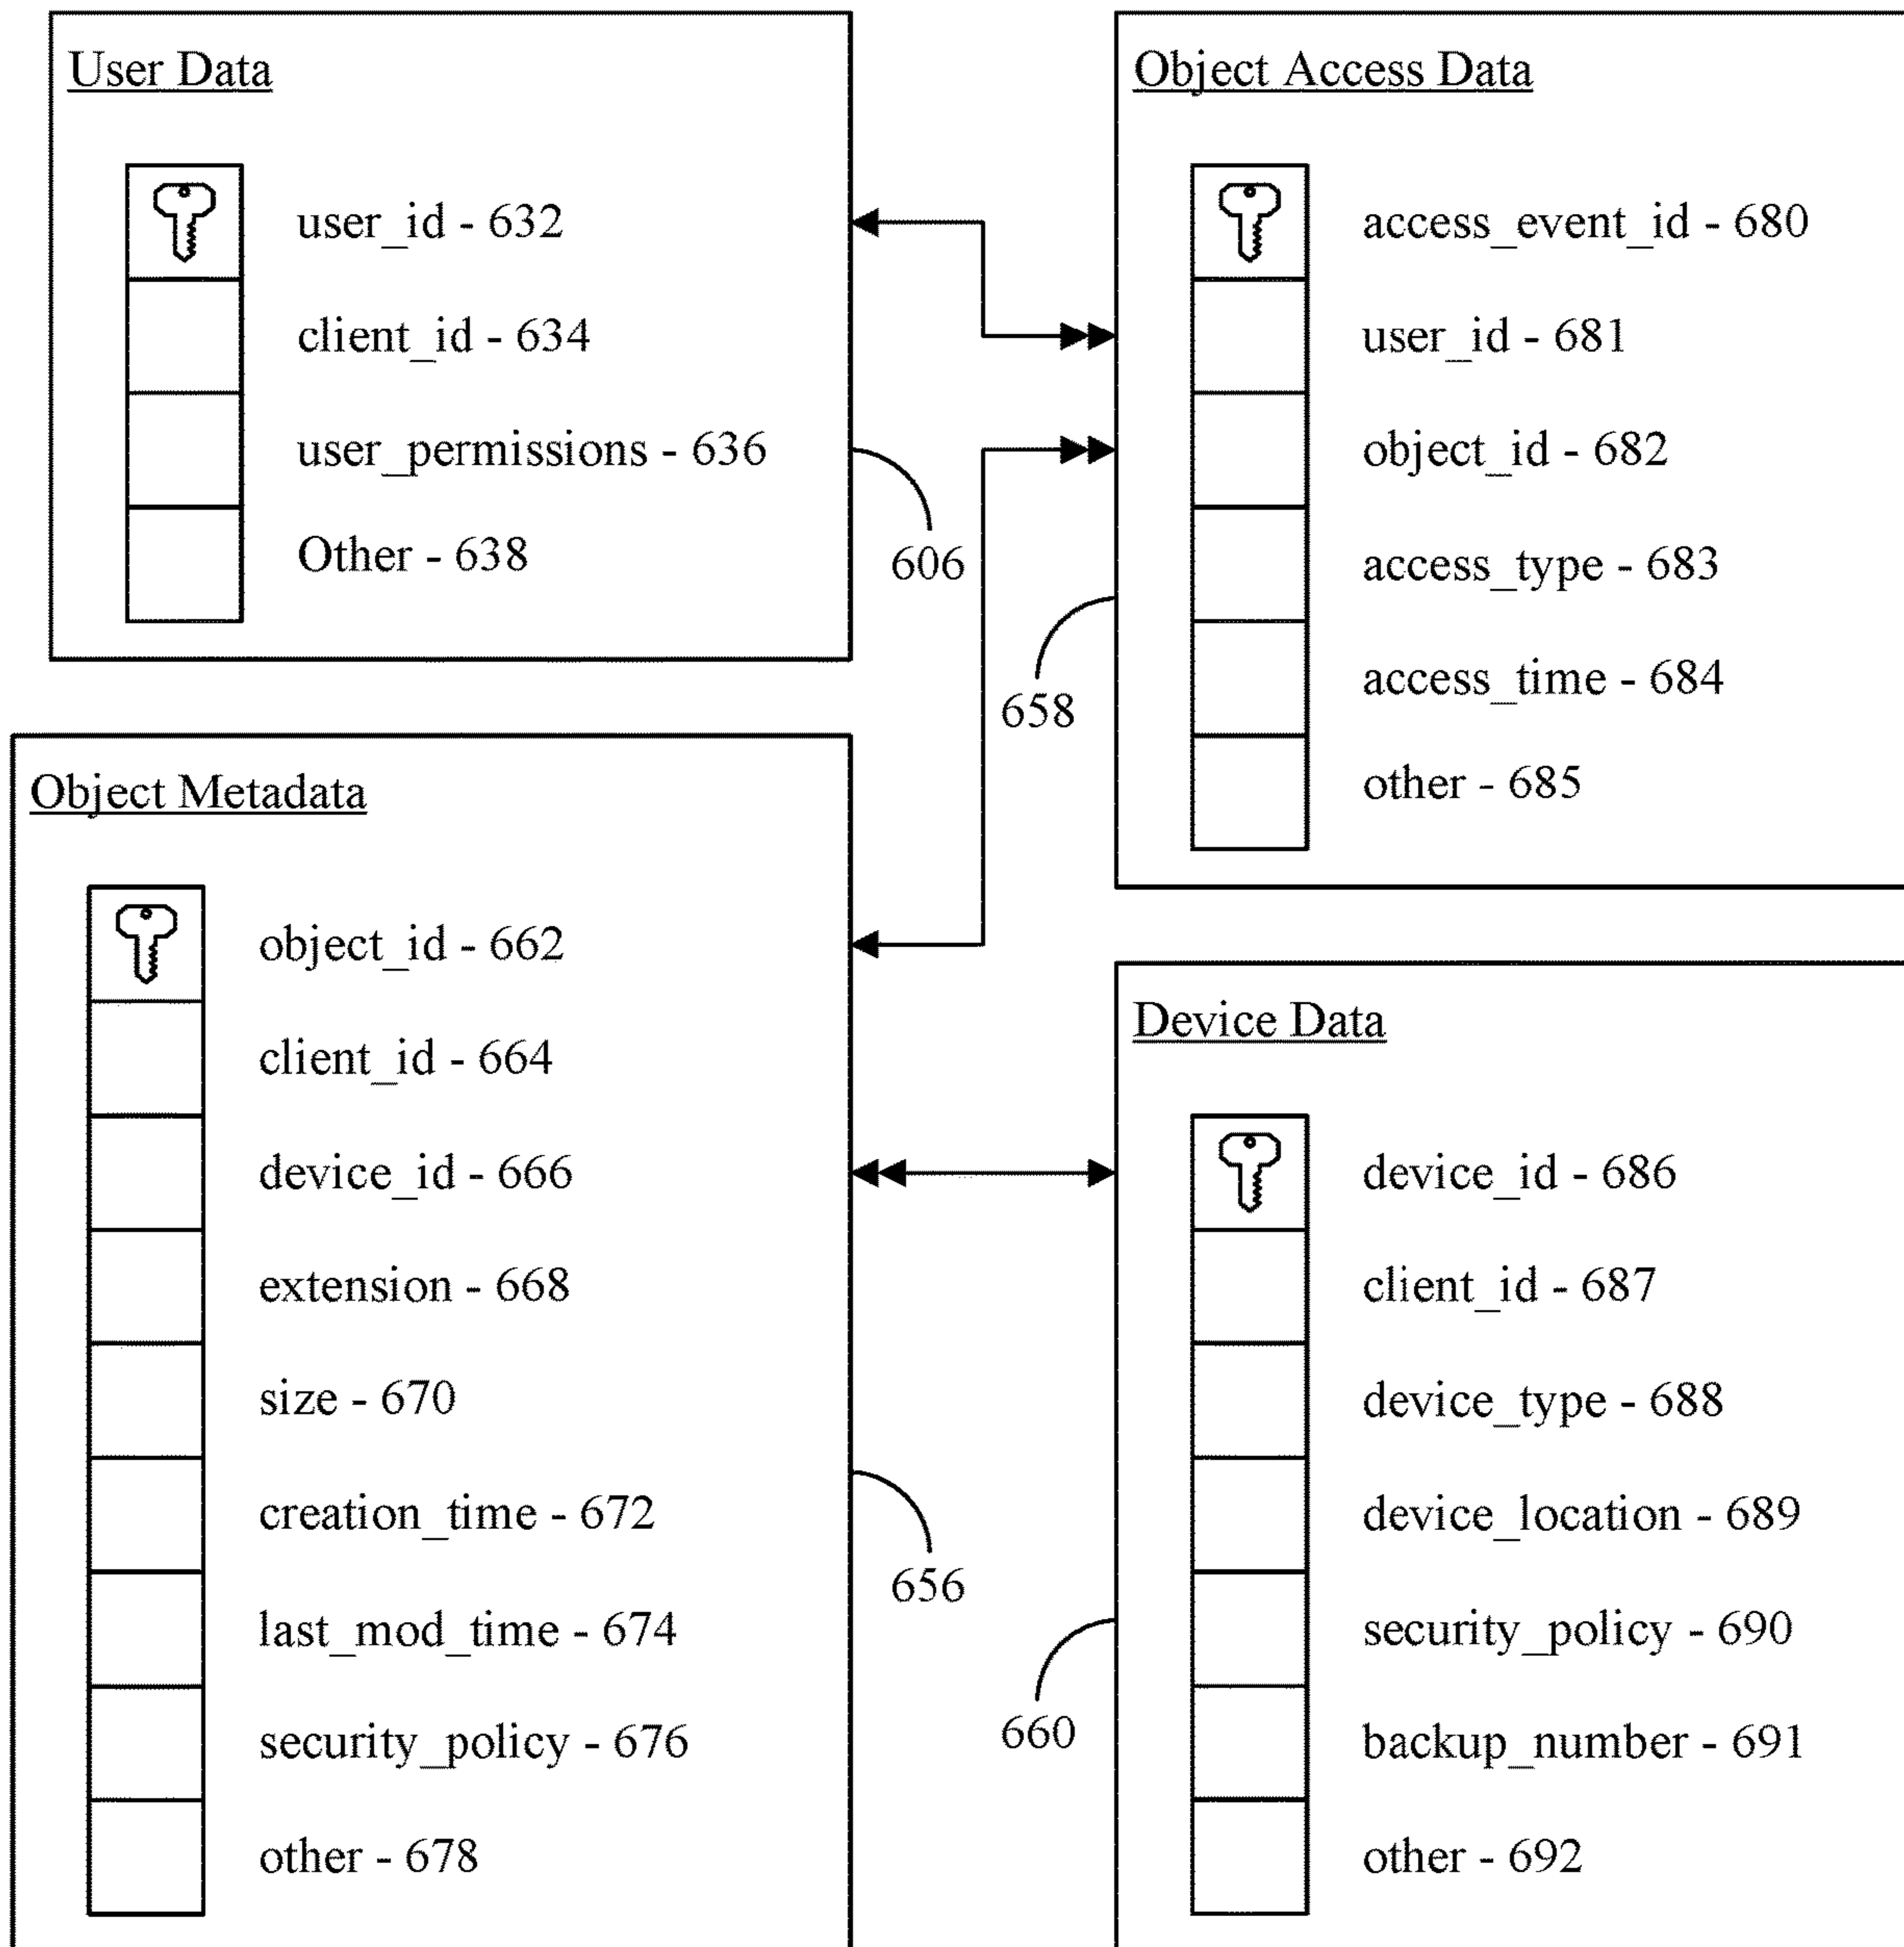 User Data
user_id - 632
client_id - 634
user_permissions - 636
Other - 638
606
Object Access Data
access_event_id - 680
user_id - 681
object_id - 682
access_type - 683
access_time - 684
other - 685
658
Object Metadata
object_id - 662
client_id - 664
device_id - 666
extension - 668
size - 670
creation_time - 672
last_mod_time - 674
security_policy - 676
other - 678
656
Device Data
device_id - 686
client_id - 687
device_type - 688
device_location - 689
security_policy - 690
backup_number - 691
other - 692
660